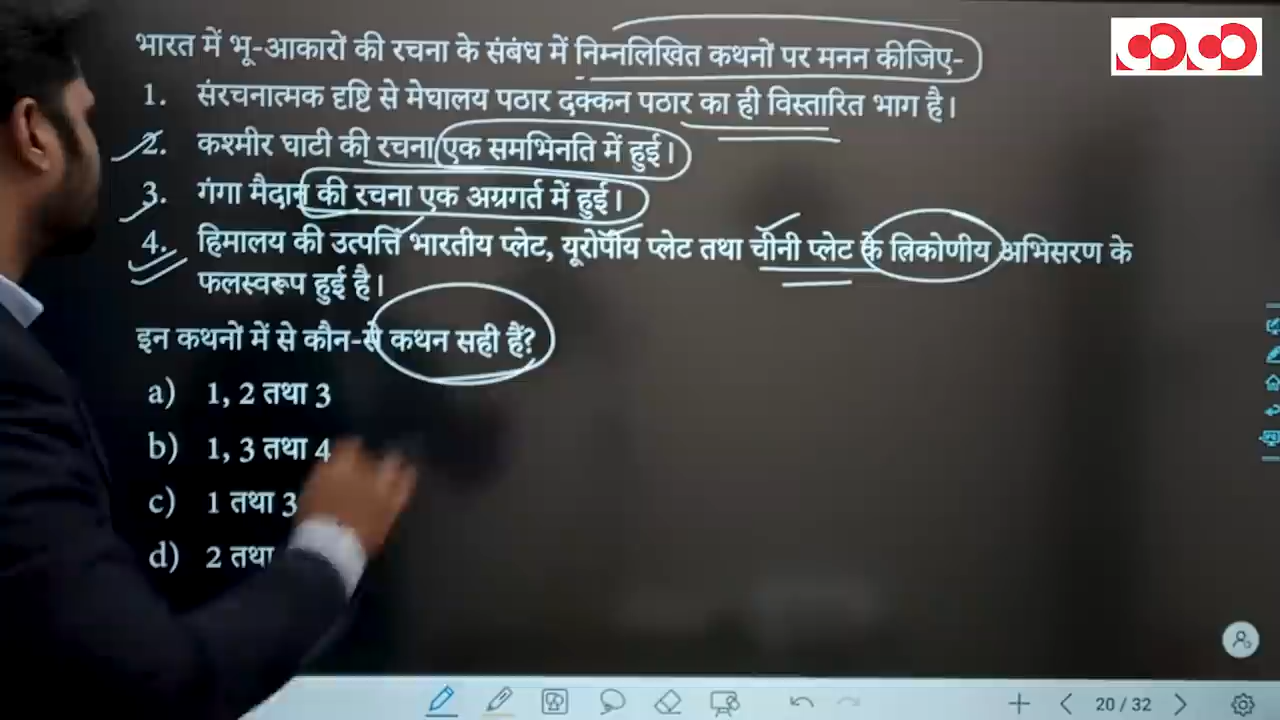 भारत में भू-आकारों की रचना के संबंध में निम्नलिखित कथनों पर मनन कीजिए-
1. संरचनात्मक दृष्टि से मेघालय पठार दक्कन पठार का ही विस्तारित भाग है।
2. कश्मीर घाटी की रचना एक समभिनति में हुई।
3. गंगा मैदान की रचना एक अग्रगर्त में हुई।
4. हिमालय की उत्पत्ति भारतीय प्लेट, यूरोपीय प्लेट तथा चीनी प्लेट के त्रिकोणीय अभिसरण के
फलस्वरूप हुई है।
इन कथनों में से कौन-से कथन सही हैं?
a) 1, 2 तथा 3
b) 1, 3 तथा 4
c) 1 तथा 3
d) 2 तथा
20 / 32